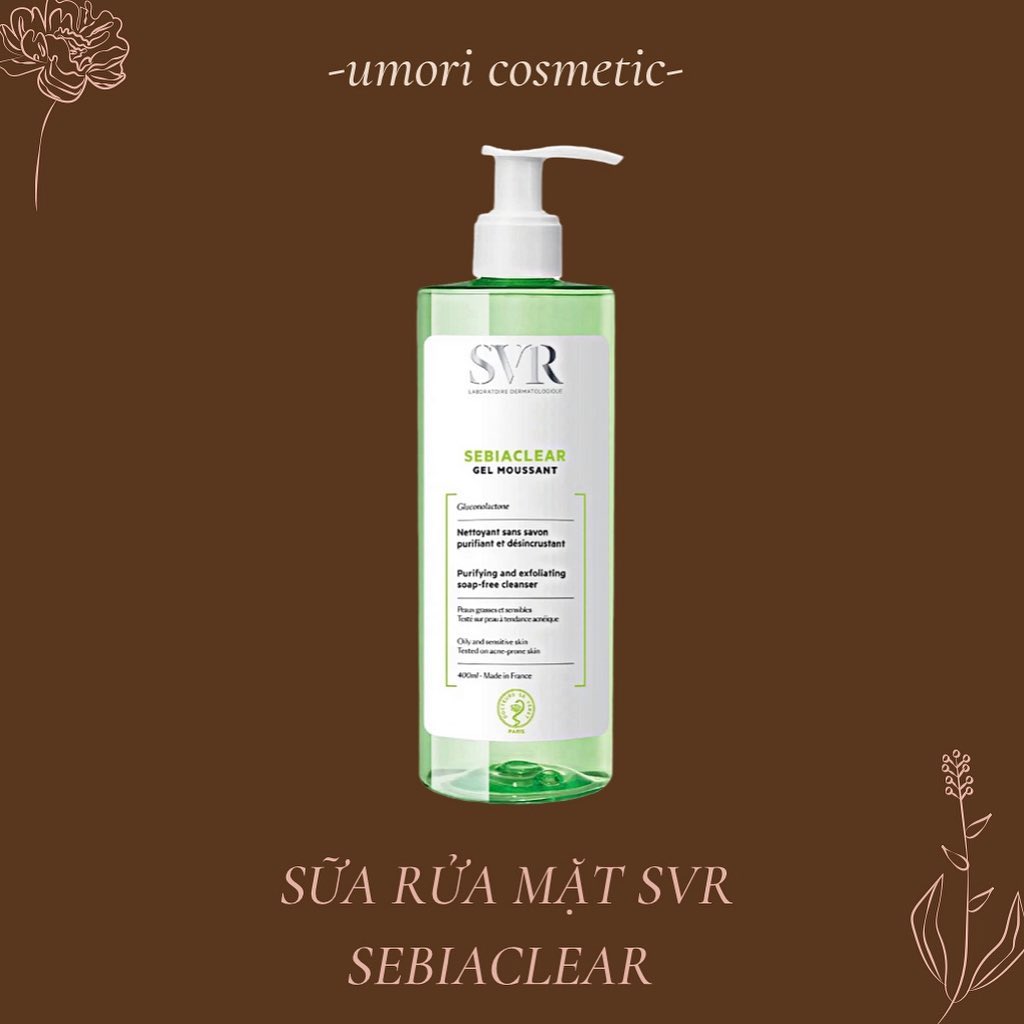 -umori cosmetic-
SVR
LABORATOIRE DERMATOLOGIQUE
SEBIACLEAR
GEL MOUSSANT
Gluconolactone
Nettoyant sans savon
purifiant et désincrustant
Purifying and exfoliating
soap-free cleanser
Peaux grasses et sensibles
Testé sur peau à tendance acnéique
Oily and sensitive skin
Tested on acne-prone skin
400ml - Made in France
PARIS
SỮA RỬA MẶT SVR
SEBIACLEAR